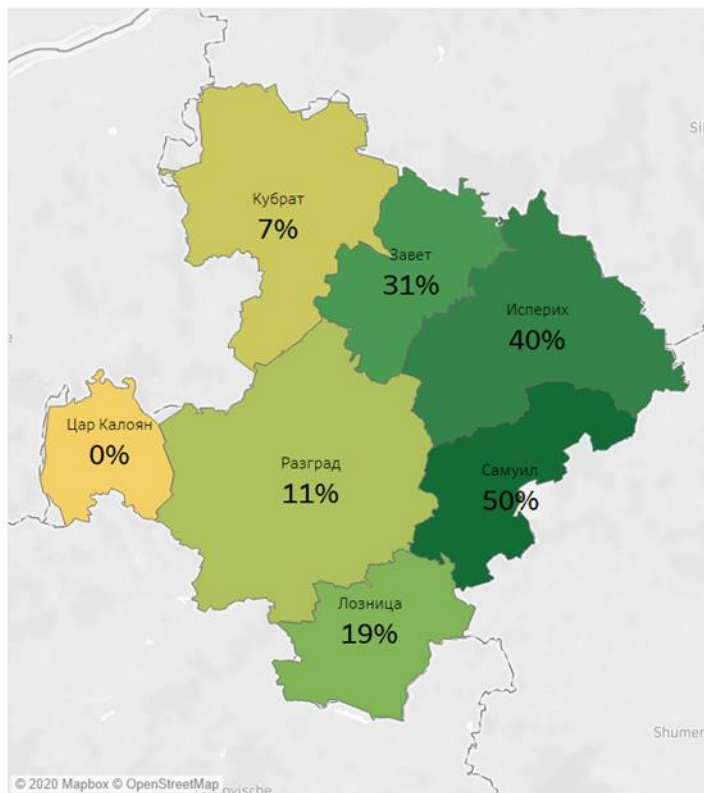 Кубрат
7%
Завет
31%
Исперих
40%
Цар Калоян
0%
Разград
11%
Самуил
50%
Лозница
19%
Shumen
© 2020 Mapbox © OpenStreetMap